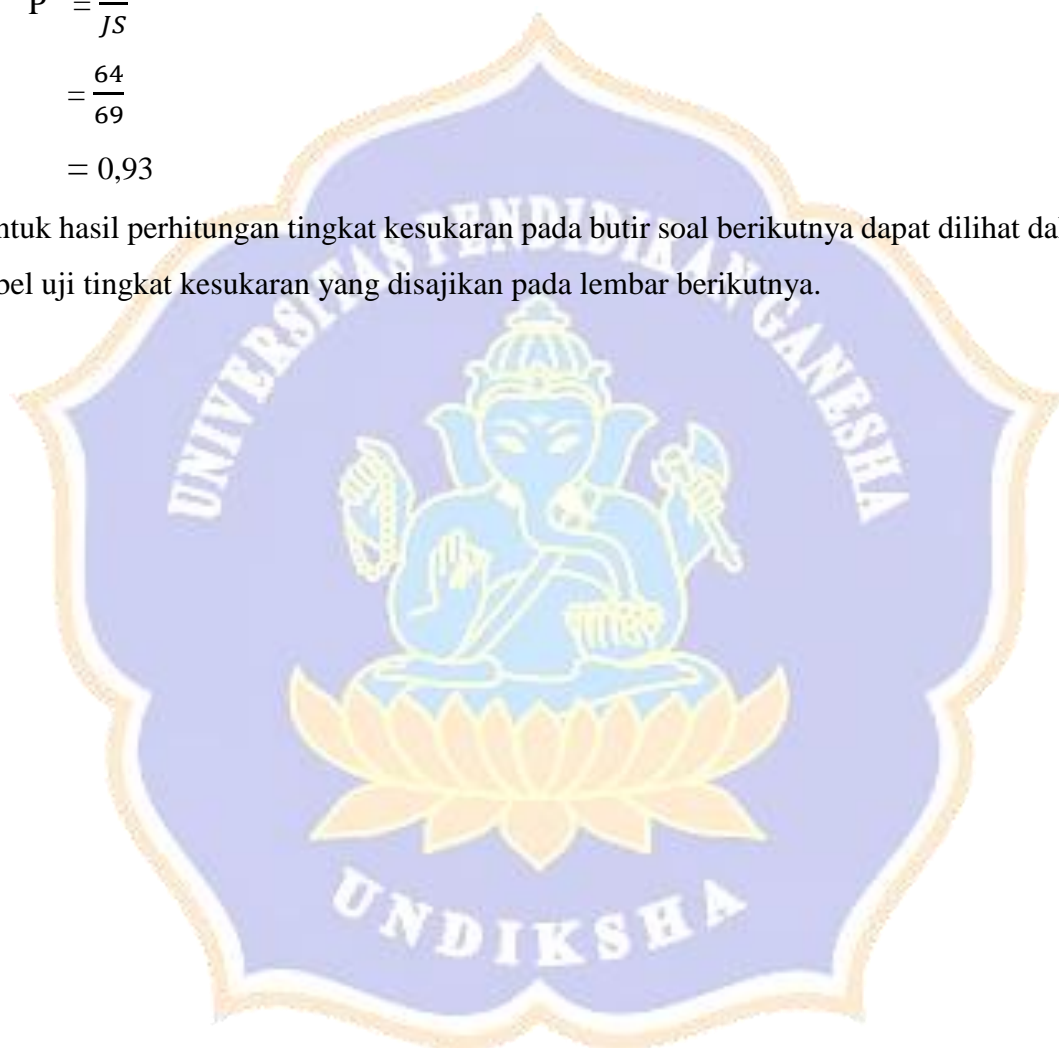 P =
JS
= 64/69
= 0,93
ntuk hasil perhitungan tingkat kesukaran pada butir soal berikutnya dapat dilihat da
bel uji tingkat kesukaran yang disajikan pada lembar berikutnya.
UNIVERSITAS PENDIDIKAN GANESHA
UNDIKSHA